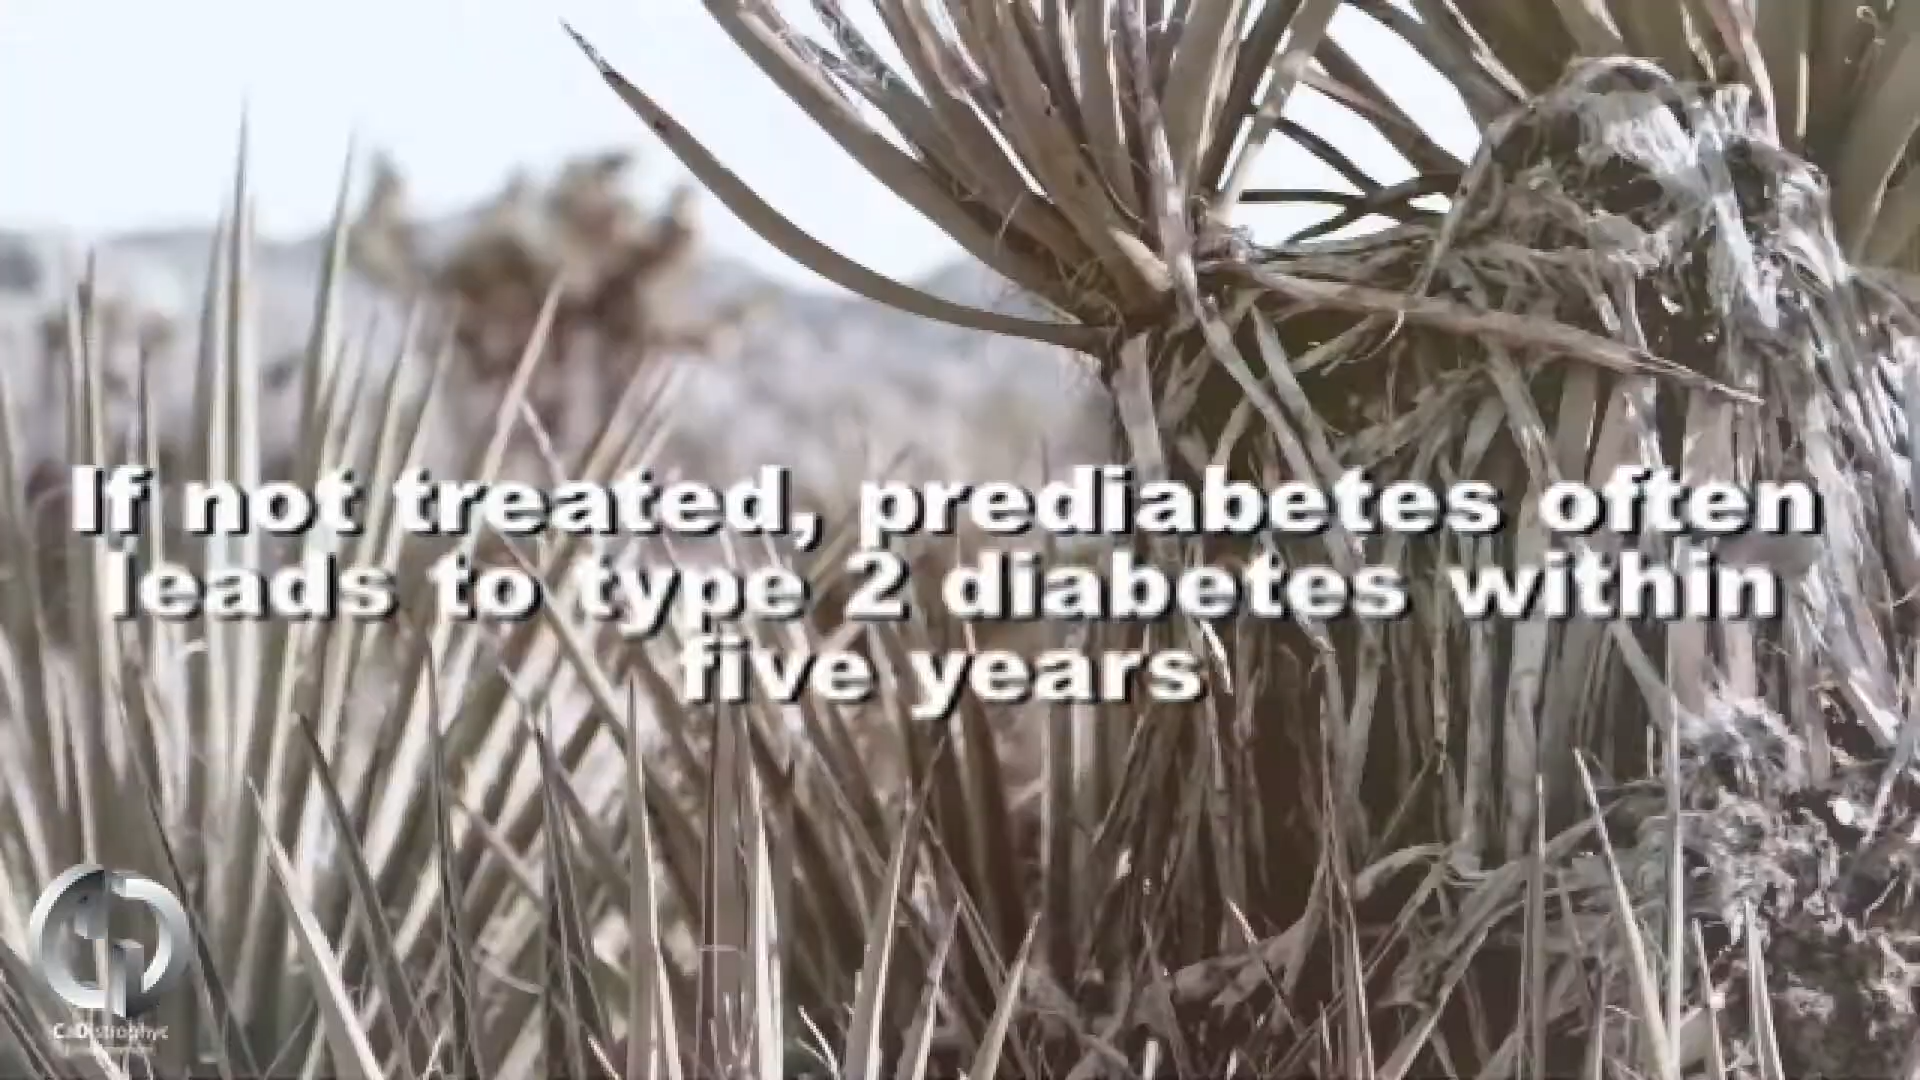 If not treated, prediabetes often
leads to type 2 diabetes within
five years